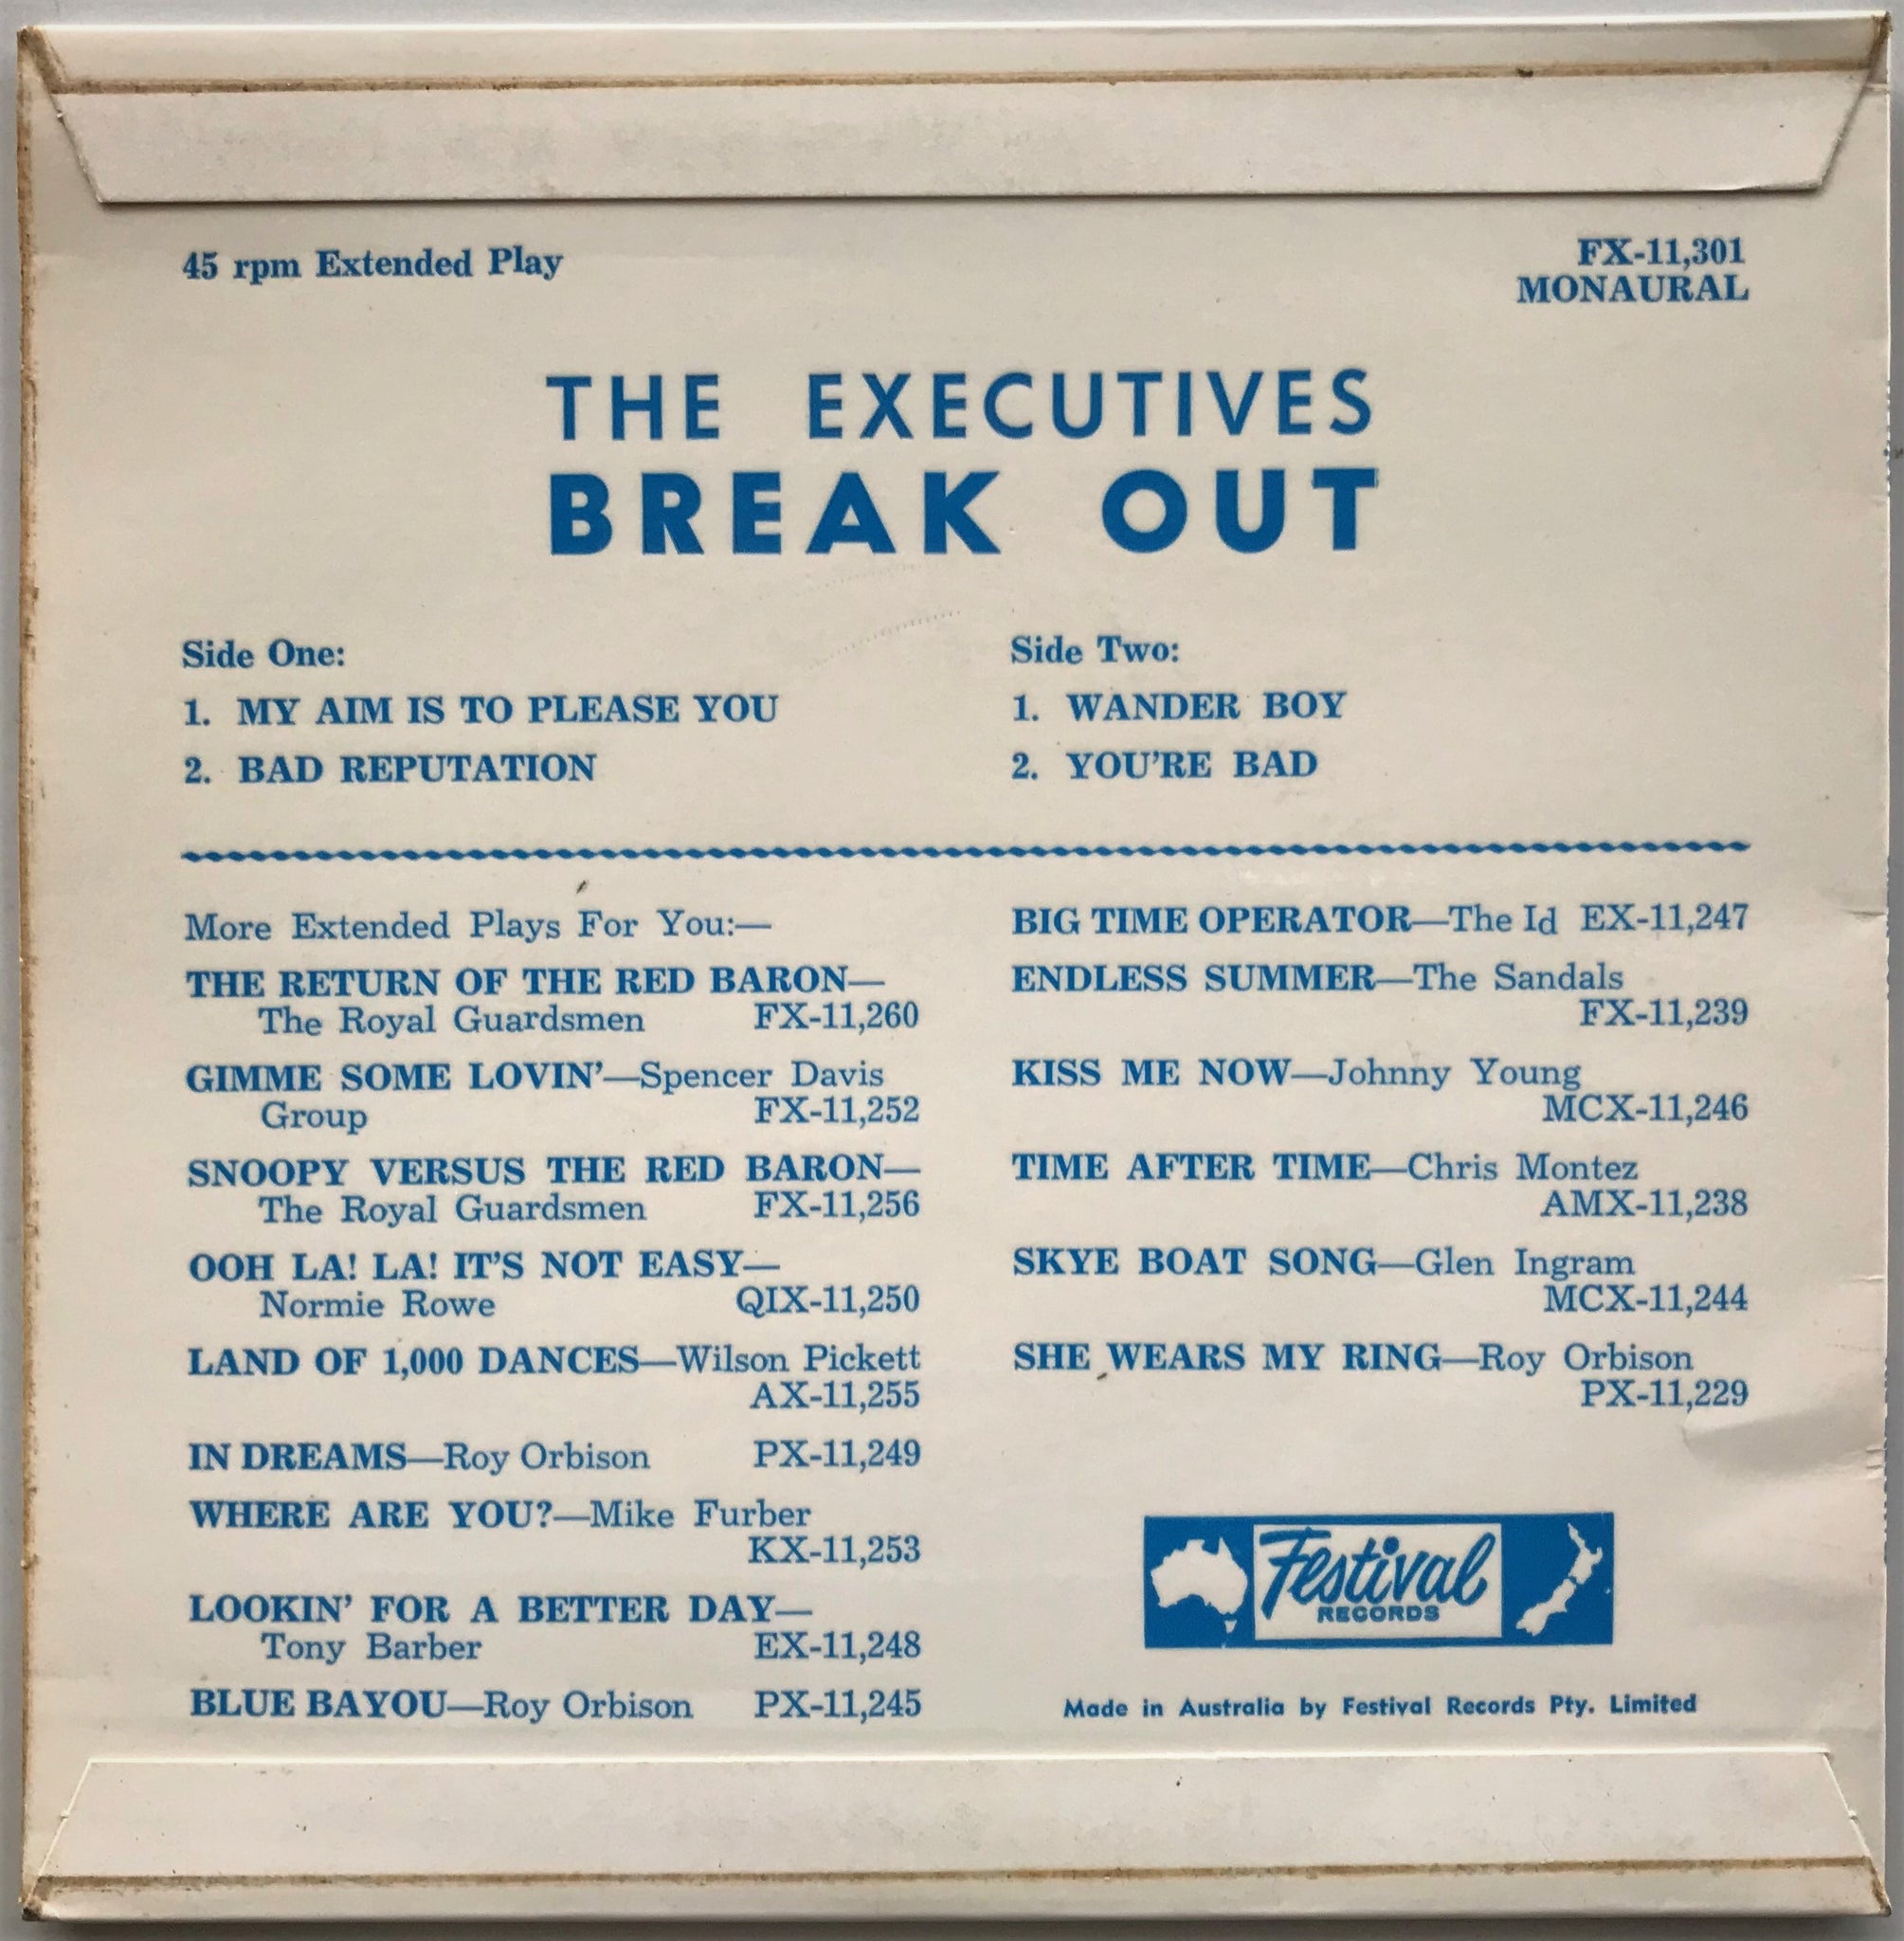 45 rpm Extended Play
FX-11,301
MONAURAL
THE EXECUTIVES
BREAK OUT
Side One:
1. MY AIM IS TO PLEASE YOU
2. BAD REPUTATION
Side Two:
1. WANDER BOY
2. YOU'RE BAD
More Extended Plays For You:—
THE RETURN OF THE RED BARON—
The Royal Guardsmen FX-11,260
GIMME SOME LOVIN'—Spencer Davis
Group FX-11,252
SNOOPY VERSUS THE RED BARON—
The Royal Guardsmen FX-11,256
OOH LA! LA! IT'S NOT EASY—
Normie Rowe QIX-11,250
LAND OF 1,000 DANCES—Wilson Pickett
AX-11,255
IN DREAMS—Roy Orbison PX-11,249
WHERE ARE YOU?—Mike Furber
KX-11,253
LOOKIN' FOR A BETTER DAY—
Tony Barber EX-11,248
BLUE BAYOU—Roy Orbison PX-11,245
BIG TIME OPERATOR—The Id EX-11,247
ENDLESS SUMMER—The Sandals
FX-11,239
KISS ME NOW—Johnny Young
MCX-11,246
TIME AFTER TIME—Chris Montez
AMX-11,238
SKYE BOAT SONG—Glen Ingram
MCX-11,244
SHE WEARS MY RING—Roy Orbison
PX-11,229
Festival
RECORDS
Made in Australia by Festival Records Pty. Limited